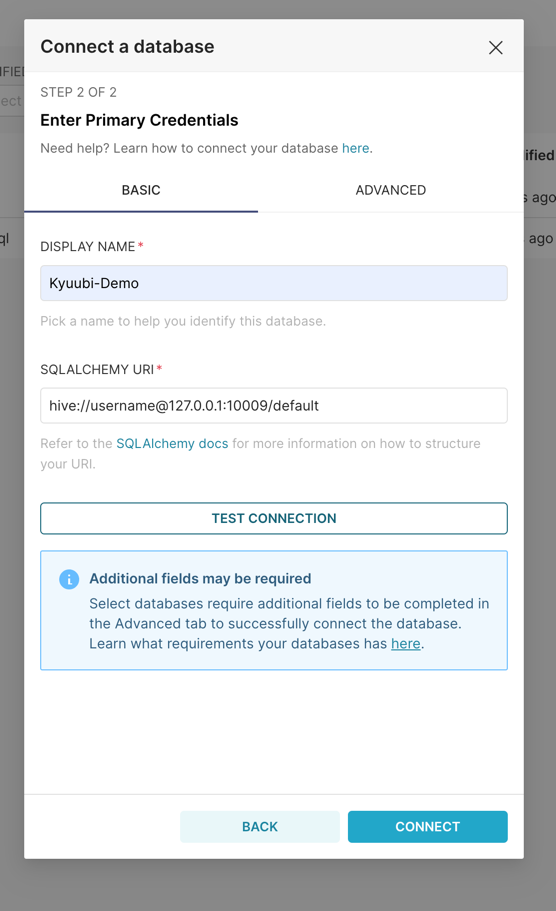 Connect a database
STEP 2 OF 2
Enter Primary Credentials
Need help? Learn how to connect your database here.
BASIC
ADVANCED
DISPLAY NAME*
Kyuubi-Demo
Pick a name to help you identify this database.
SQLALCHEMY URI*
hive://username@127.0.0.1:10009/default
Refer to the SQLAlchemy docs for more information on how to structure
your URI.
TEST CONNECTION
Additional fields may be required
Select databases require additional fields to be completed in
the Advanced tab to successfully connect the database.
Learn what requirements your databases has here.
BACK
CONNECT
ago